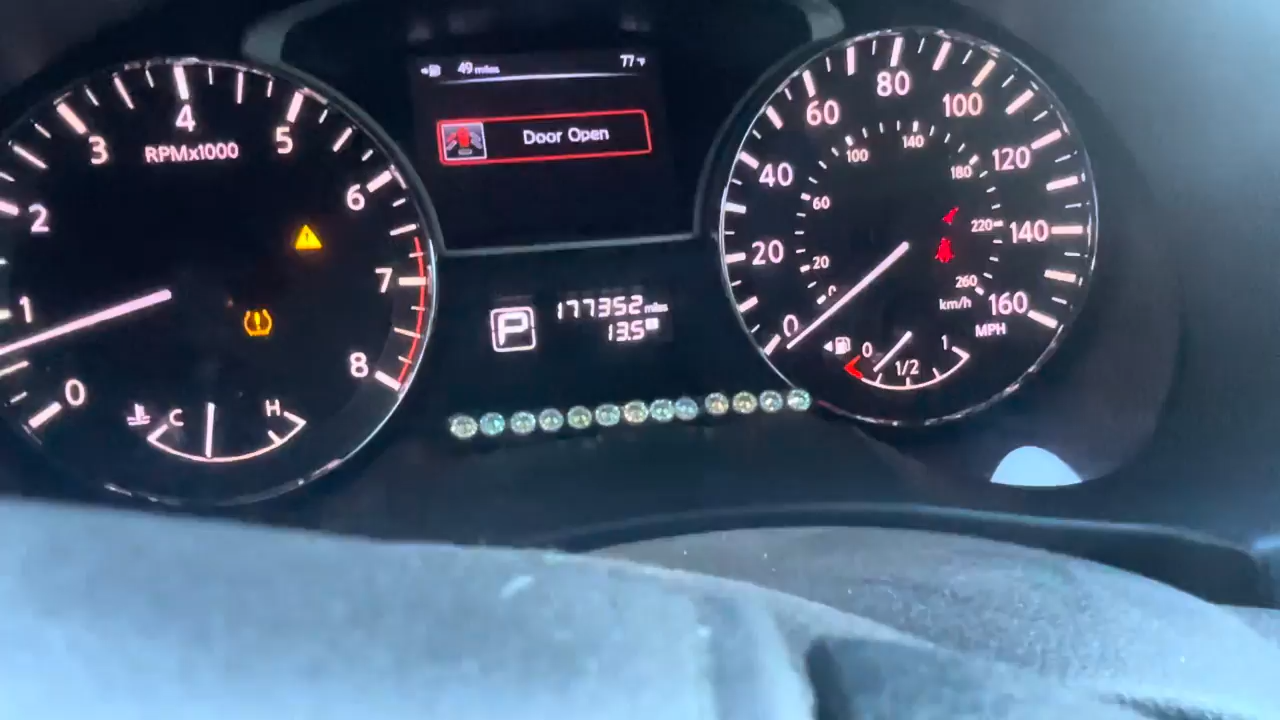 49 miles 77°F
Door Open
0 1 2 3 4 5 6 7 8
RPMx1000
C H
P
177352 miles
13.5
0 20 40 60 80 100 120 140 160
MPH
0 20 60 100 140 180 220 260
km/h
0 1/2 1